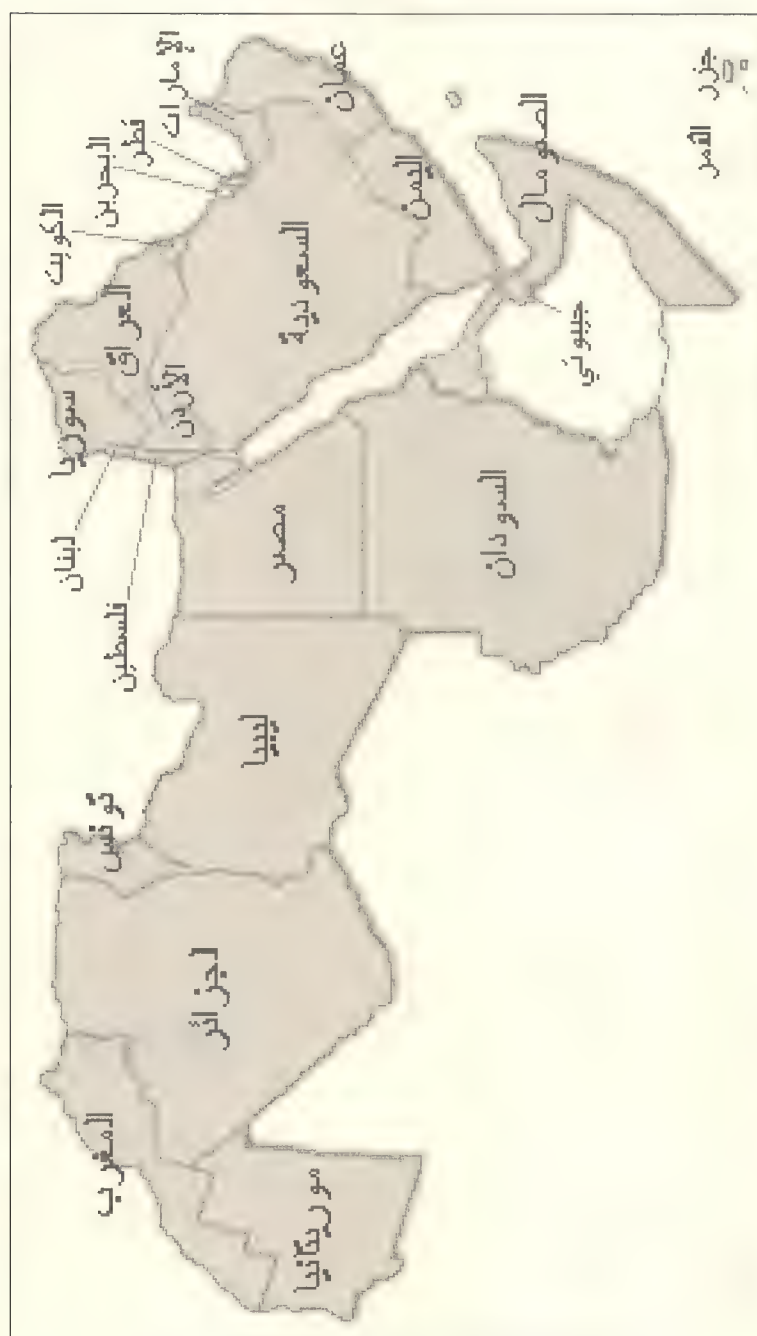 الإمارات
عمان
قطر
البحرين
الكويت
العراق
سوريا
الأردن
السعودية
اليمن
لبنان
فلسطين
مصر
السودان
جيبوتي
الصومال
جزر
القمر
ليبيا
تونس
لجزائر
المغرب
موريتانيا